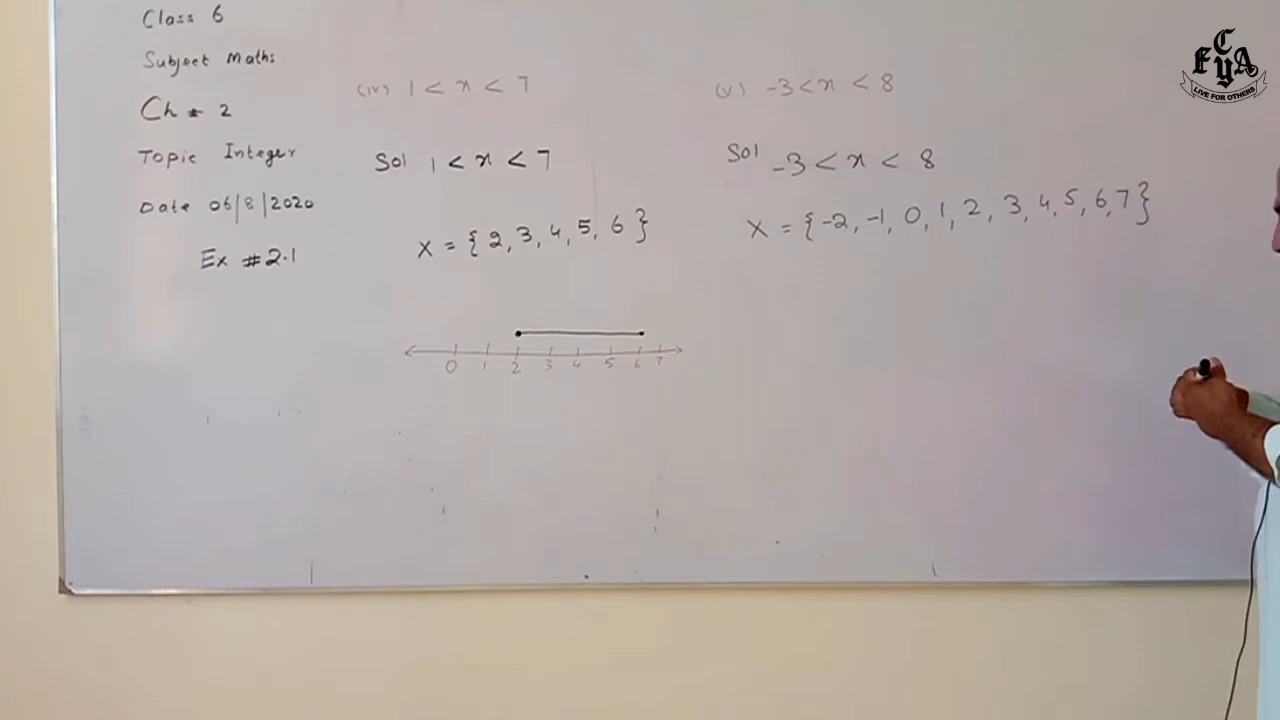 Class 6
Subject Maths
Ch # 2
Topic Integer
Date 06/8/2020
Ex # 2.1
(iv) 1 < x < 7
Sol 1 < x < 7
X = { 2, 3, 4, 5, 6 }
0 1 2 3 4 5 6 7
(v) -3 < x < 8
Sol -3 < x < 8
X = { -2, -1, 0, 1, 2, 3, 4, 5, 6, 7 }
LIVE FOR OTHERS